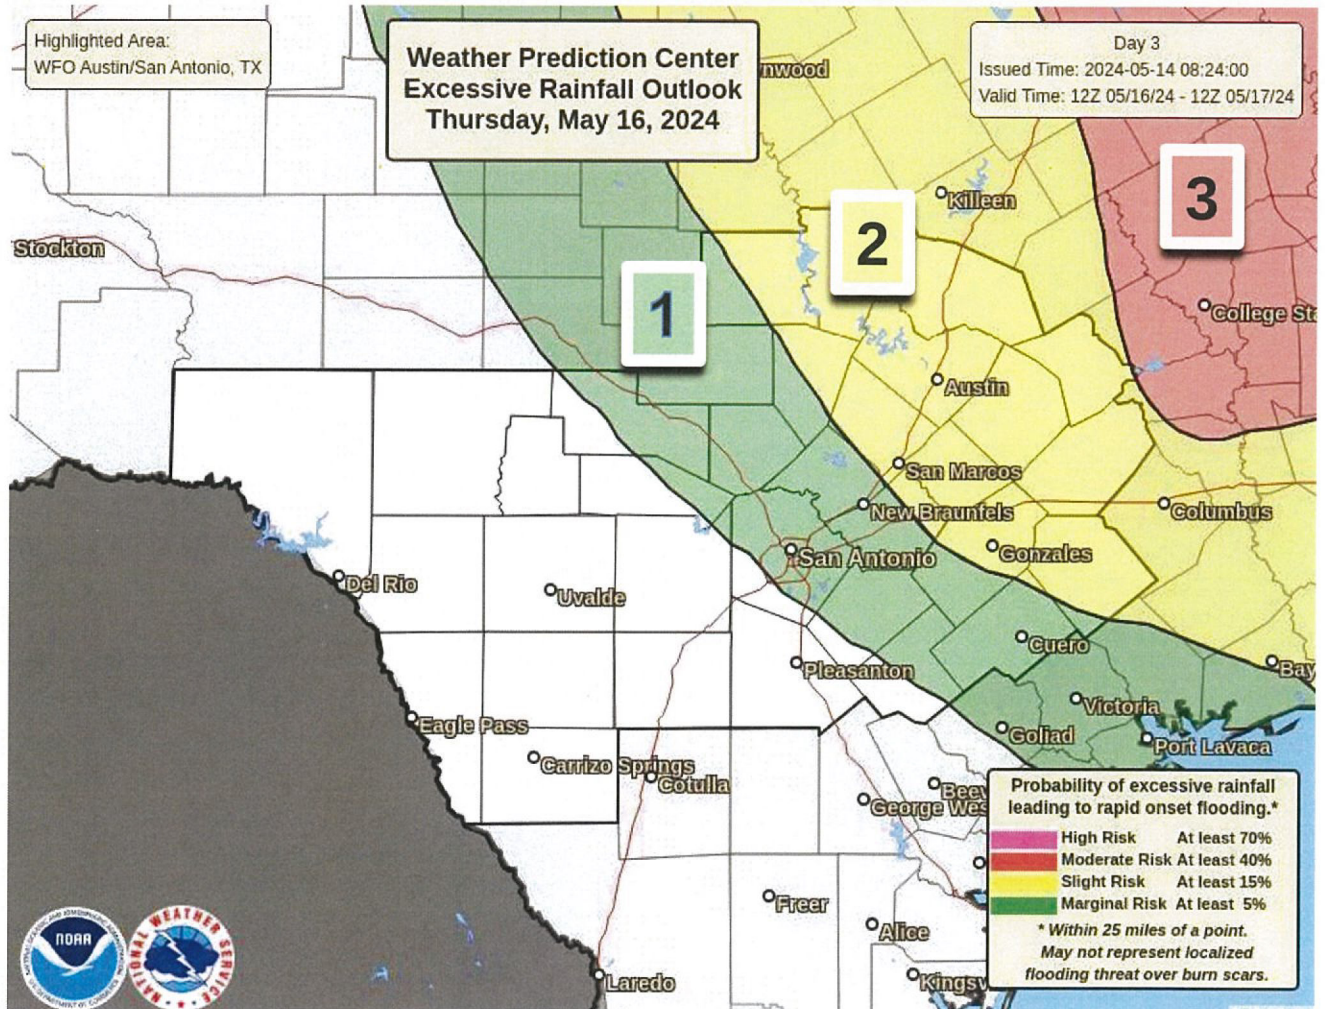 Highlighted Area:
WFO Austin/San Antonio, TX
Weather Prediction Center
Excessive Rainfall Outlook
Thursday, May 16, 2024
Day 3
Issued Time: 2024-05-14 08:24:00
Valid Time: 12Z 05/16/24 - 12Z 05/17/24
nwood
3
Killeen
2
Stockton
1
College Sta
Austin
San Marcos
New Braunfels
Columbus
San Antonio
Gonzales
Del Rio
Uvalde
Cuero
Pleasanton
Bay
Victoria
Eagle Pass
Goliad
Port Lavaca
Carrizo Springs
Cotulla
Beev
George Wes
Probability of excessive rainfall
leading to rapid onset flooding.*
High Risk At least 70%
Moderate Risk At least 40%
Slight Risk At least 15%
Marginal Risk At least 5%
* Within 25 miles of a point.
May not represent localized
flooding threat over burn scars.
Freer
Alice
Kingsv
Laredo
NOAA
NATIONAL WEATHER SERVICE